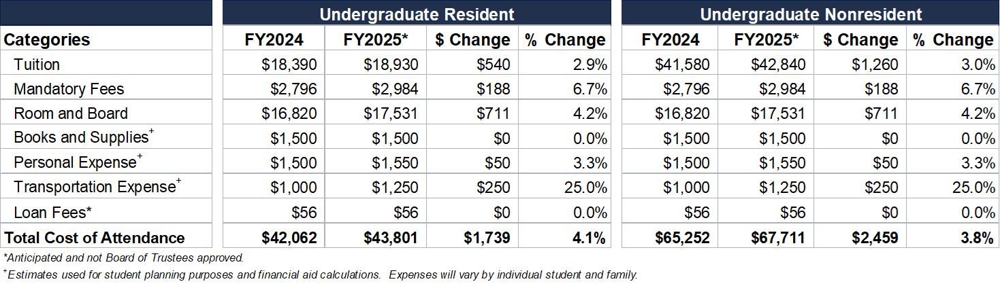 Undergraduate Resident Undergraduate Nonresident
Categories FY2024 FY2025* $ Change % Change FY2024 FY2025* $ Change % Change
Tuition $18,390 $18,930 $540 2.9% $41,580 $42,840 $1,260 3.0%
Mandatory Fees $2,796 $2,984 $188 6.7% $2,796 $2,984 $188 6.7%
Room and Board $16,820 $17,531 $711 4.2% $16,820 $17,531 $711 4.2%
Books and Supplies+ $1,500 $1,500 $0 0.0% $1,500 $1,500 $0 0.0%
Personal Expense+ $1,500 $1,550 $50 3.3% $1,500 $1,550 $50 3.3%
Transportation Expense+ $1,000 $1,250 $250 25.0% $1,000 $1,250 $250 25.0%
Loan Fees* $56 $56 $0 0.0% $56 $56 $0 0.0%
Total Cost of Attendance $42,062 $43,801 $1,739 4.1% $65,252 $67,711 $2,459 3.8%
*Anticipated and not Board of Trustees approved.
+Estimates used for student planning purposes and financial aid calculations. Expenses will vary by individual student and family.